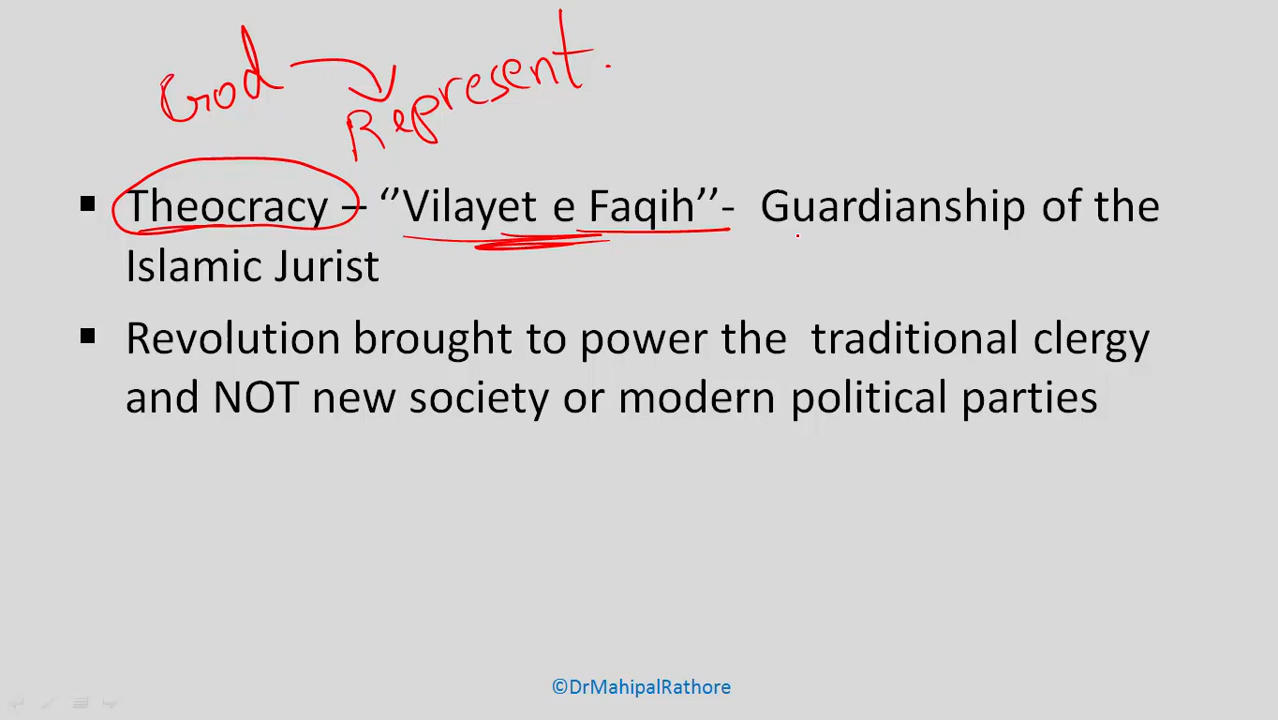 God
Represent.
▪ Theocracy – ‘’Vilayet e Faqih’’- Guardianship of the
Islamic Jurist
▪ Revolution brought to power the traditional clergy
and NOT new society or modern political parties
©DrMahipalRathore